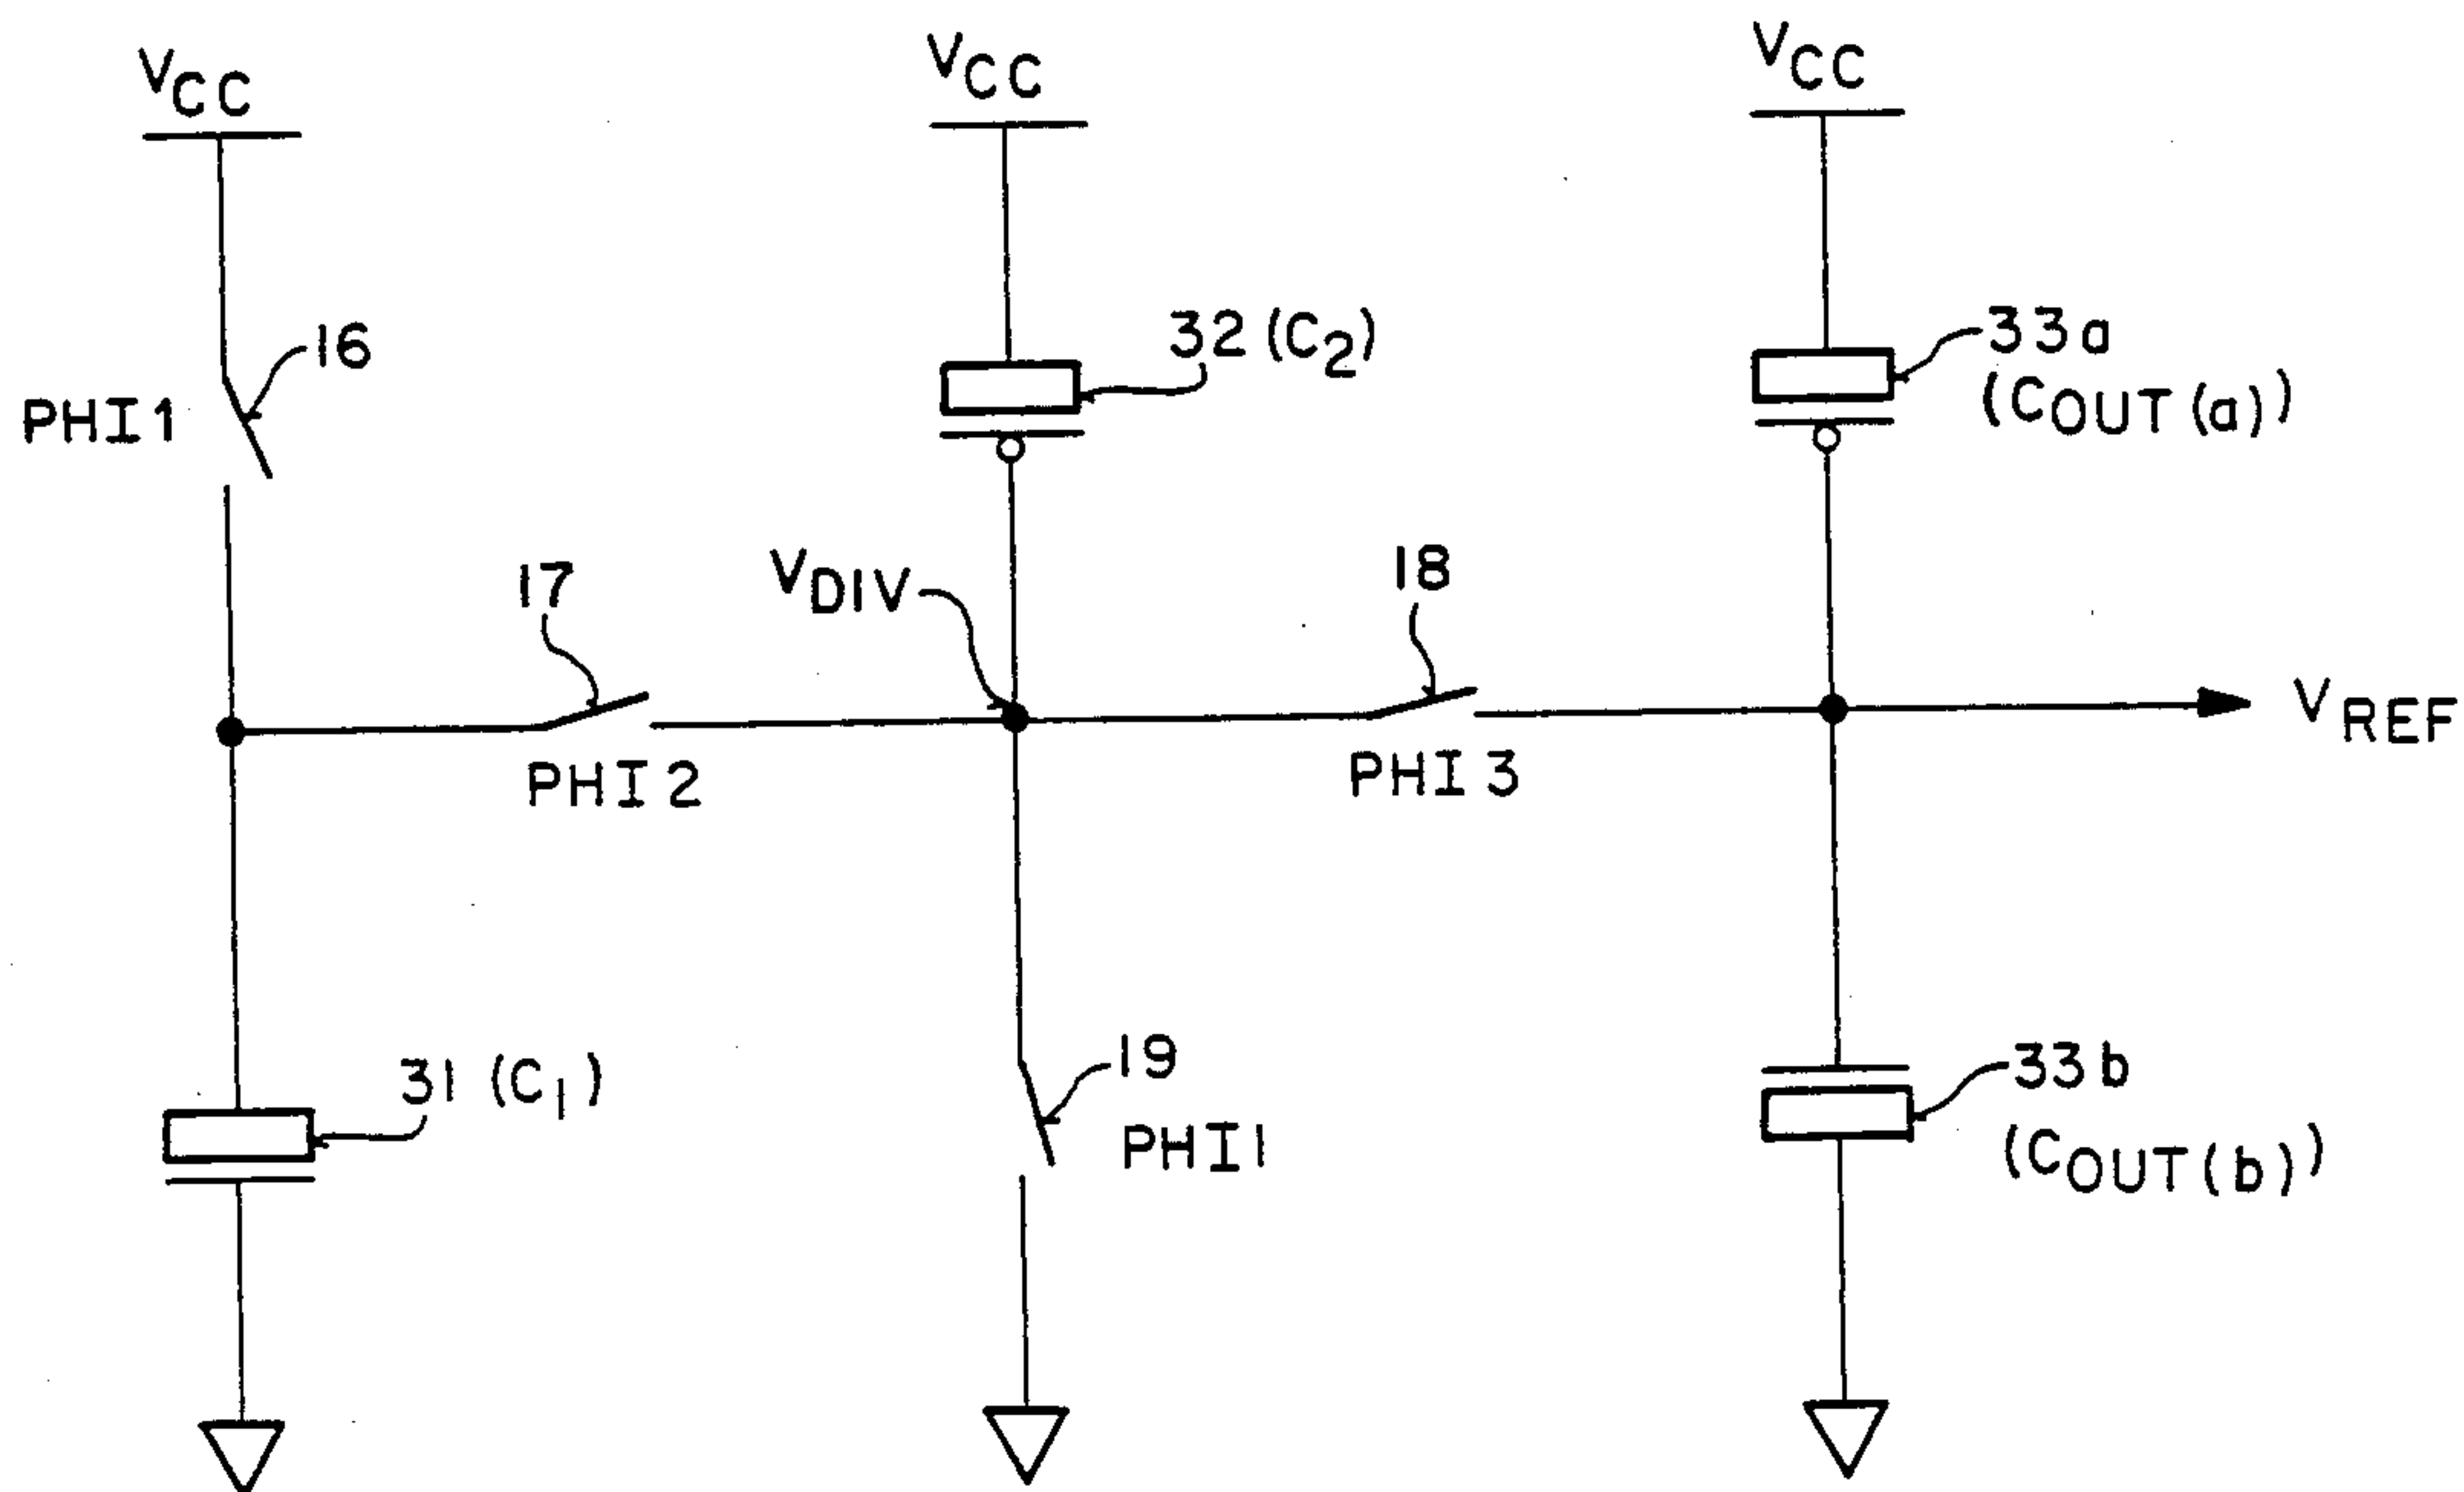 VCC
VCC
VCC
16
PHI1
32 (C2)
33a
(COUT(a))
17
VDIV
18
VREF
PHI2
PHI3
31 (C1)
19
PHI1
33b
(COUT(b))